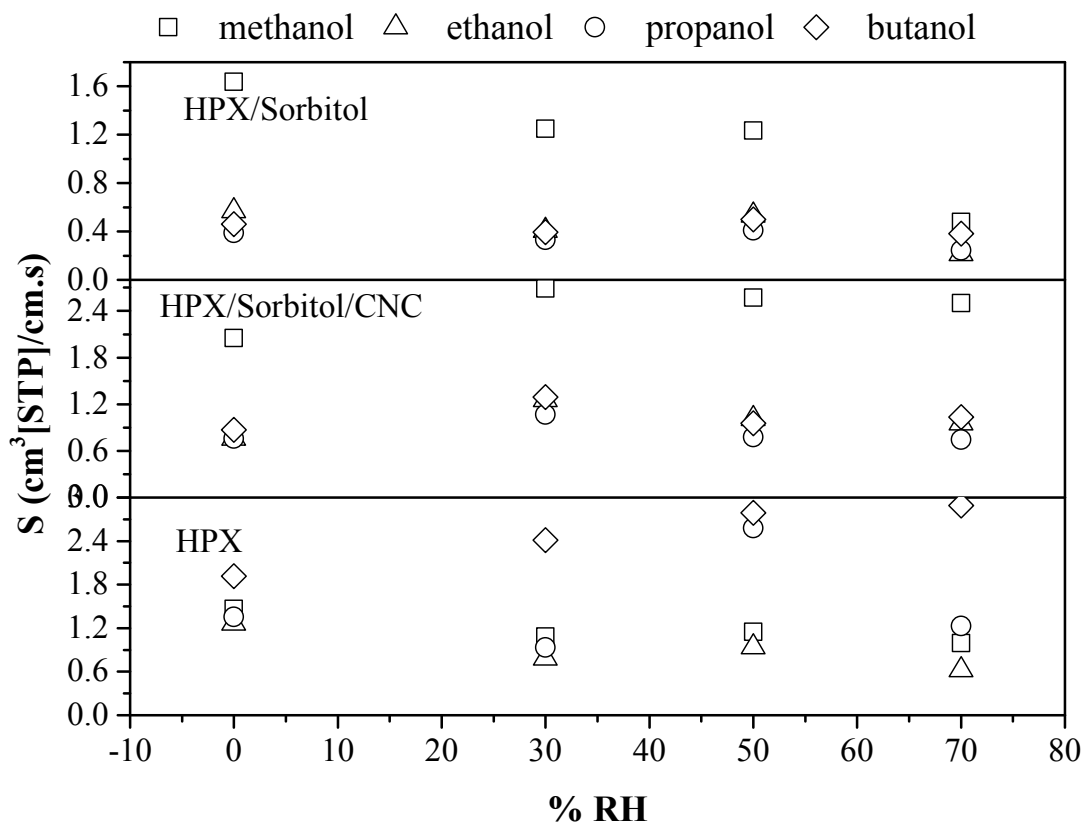 methanol ethanol propanol butanol
1.6
HPX/Sorbitol
1.2
0.8
0.4
0.0
HPX/Sorbitol/CNC
2.4
1.8
1.2
0.6
0.0
3.0
HPX
2.4
1.8
1.2
0.6
0.0
S (cm³[STP]/cm.s)
-10 0 10 20 30 40 50 60 70 80
% RH